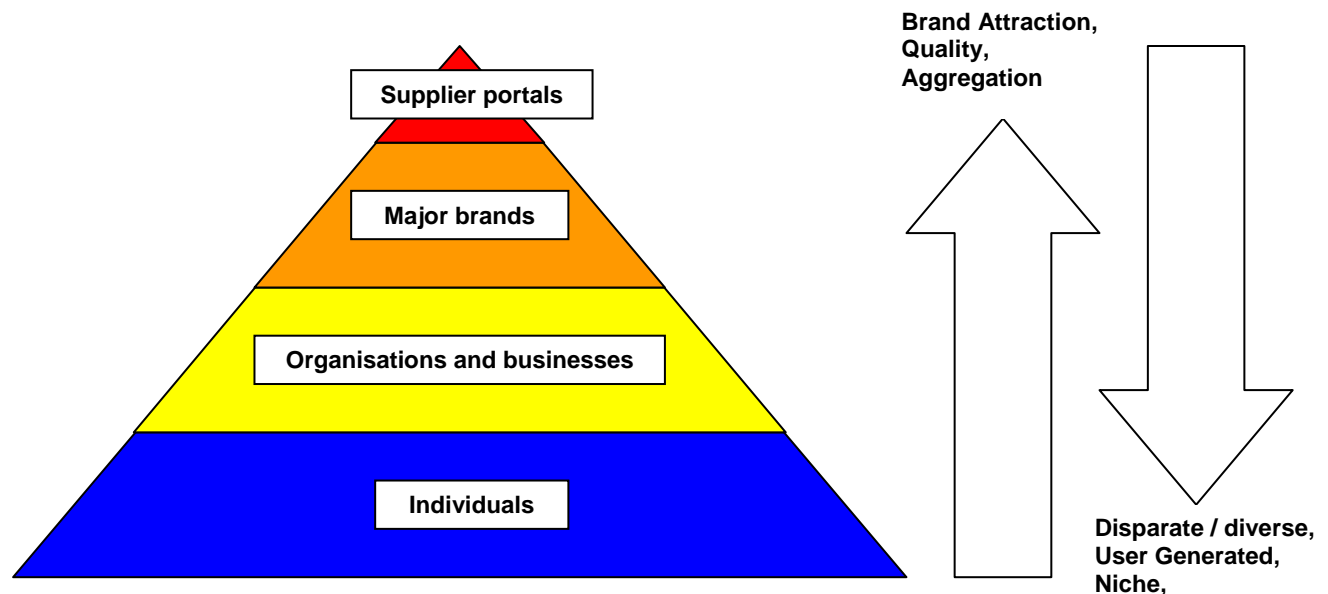 Brand Attraction,
Quality,
Aggregation
Supplier portals
Major brands
Organisations and businesses
Individuals
Disparate / diverse,
User Generated,
Niche,